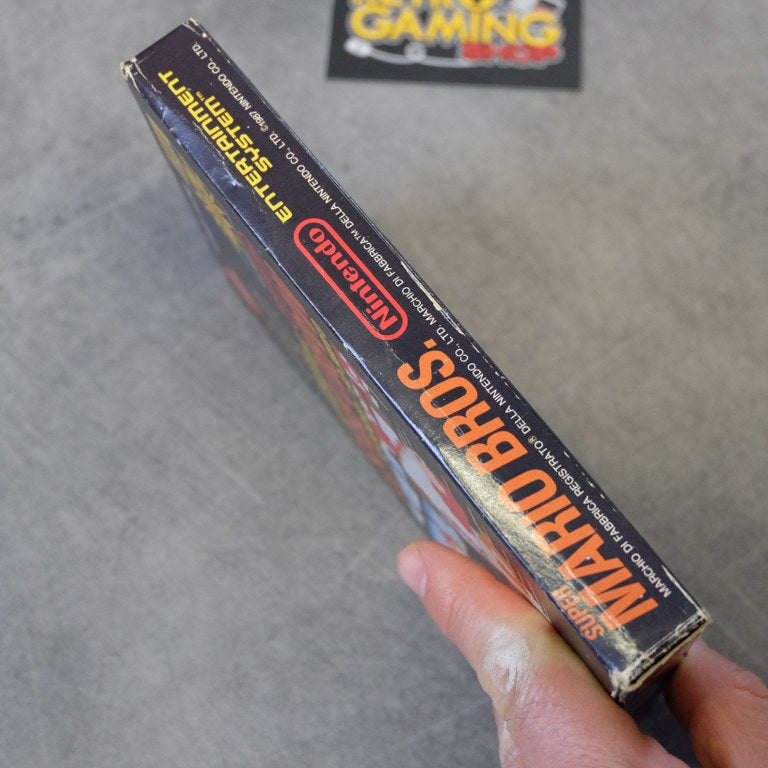 RETRO
GAMING
SHOP
SUPER
MARIO BROS.
Nintendo
ENTERTAINMENT
SYSTEM™
MARCHIO DI FABBRICA REGISTRATO® DELLA NINTENDO CO., LTD. MARCHIO DI FABBRICA™ DELLA NINTENDO CO., LTD. ©1987 NINTENDO CO., LTD.